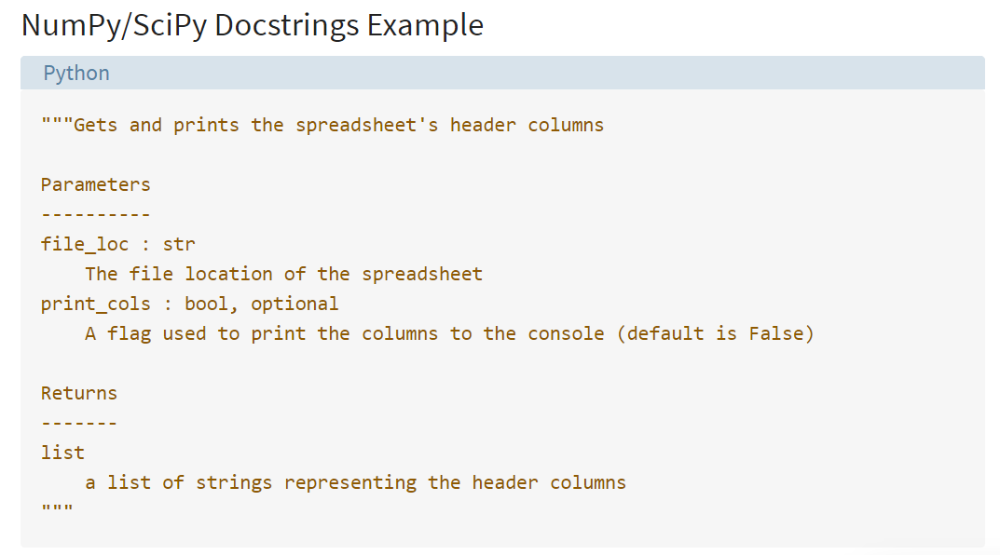 NumPy/SciPy Docstrings Example
Python
"""Gets and prints the spreadsheet's header columns
Parameters
----------
file_loc : str
    The file location of the spreadsheet
print_cols : bool, optional
    A flag used to print the columns to the console (default is False)
Returns
-------
list
    a list of strings representing the header columns
"""